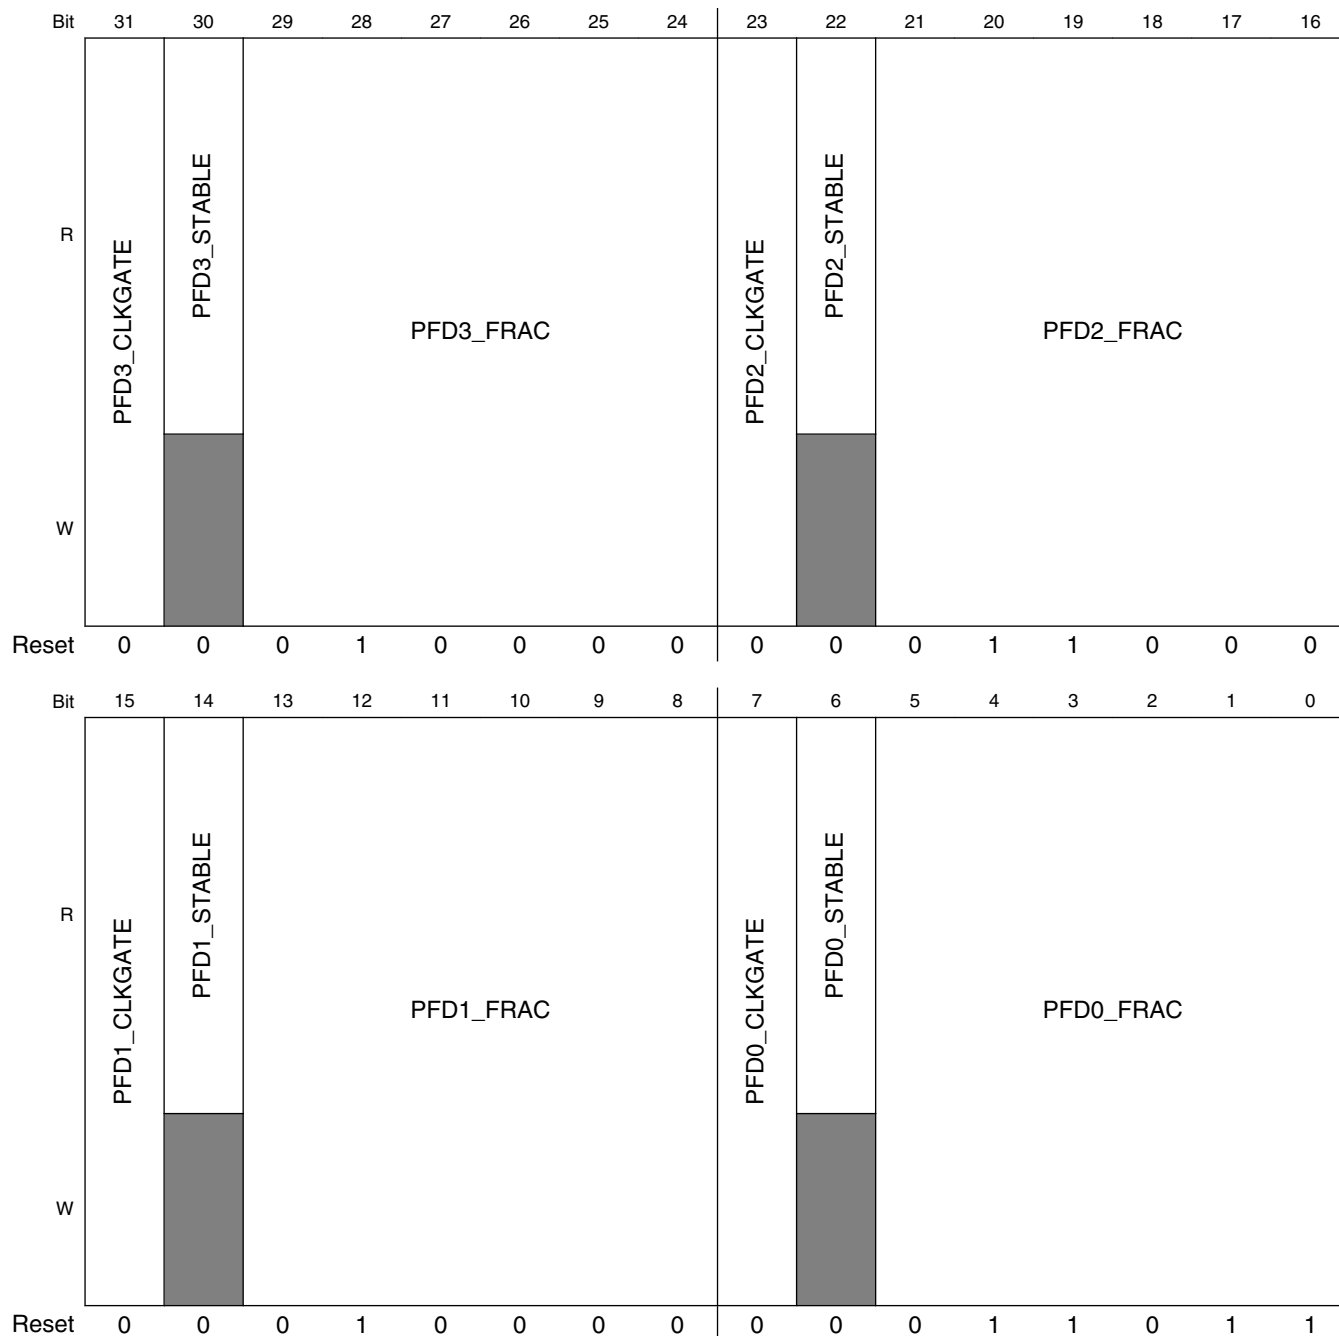 Bit 31 30 29 28 27 26 25 24 23 22 21 20 19 18 17 16
R
W
PFD3_CLKGATE
PFD3_STABLE
PFD3_FRAC
PFD2_CLKGATE
PFD2_STABLE
PFD2_FRAC
Reset 0 0 0 1 0 0 0 0 0 0 0 1 1 0 0 0
Bit 15 14 13 12 11 10 9 8 7 6 5 4 3 2 1 0
R
W
PFD1_CLKGATE
PFD1_STABLE
PFD1_FRAC
PFD0_CLKGATE
PFD0_STABLE
PFD0_FRAC
Reset 0 0 0 1 0 0 0 0 0 0 0 1 1 0 1 1